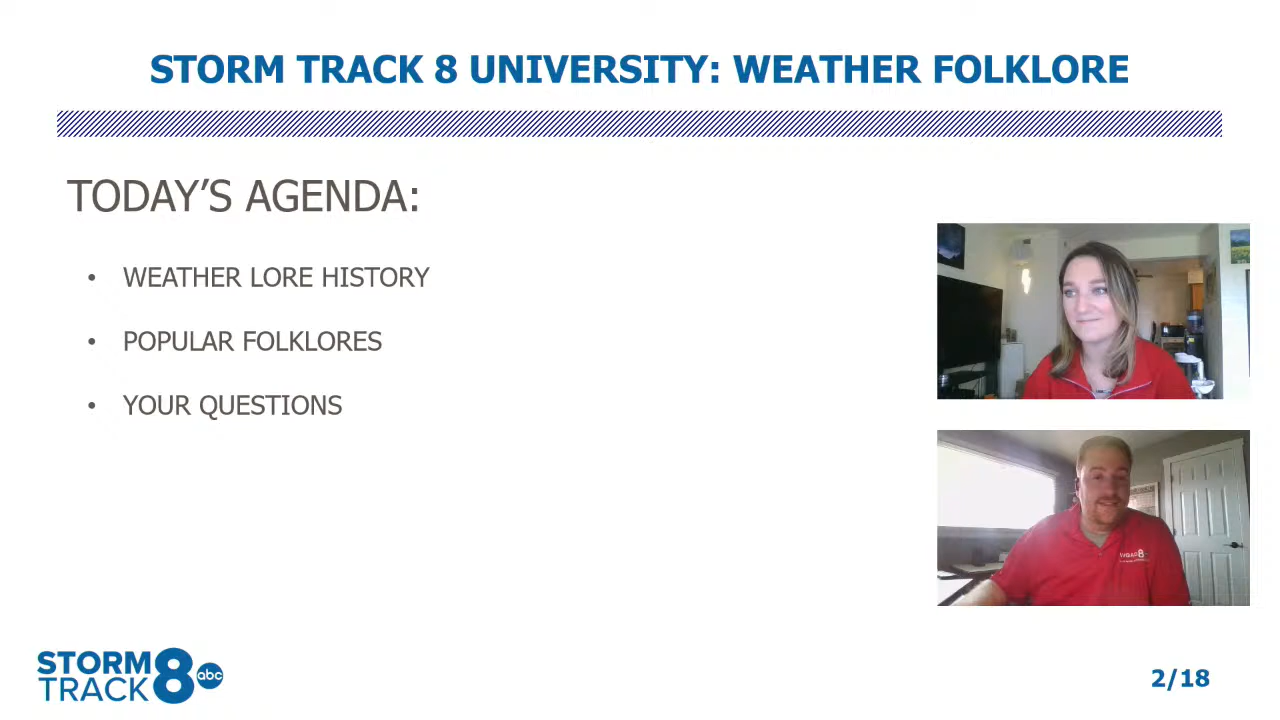 STORM TRACK 8 UNIVERSITY: WEATHER FOLKLORE
TODAY’S AGENDA:
• WEATHER LORE HISTORY
• POPULAR FOLKLORES
• YOUR QUESTIONS
WQAD8
STORM
TRACK 8 abc
2/18